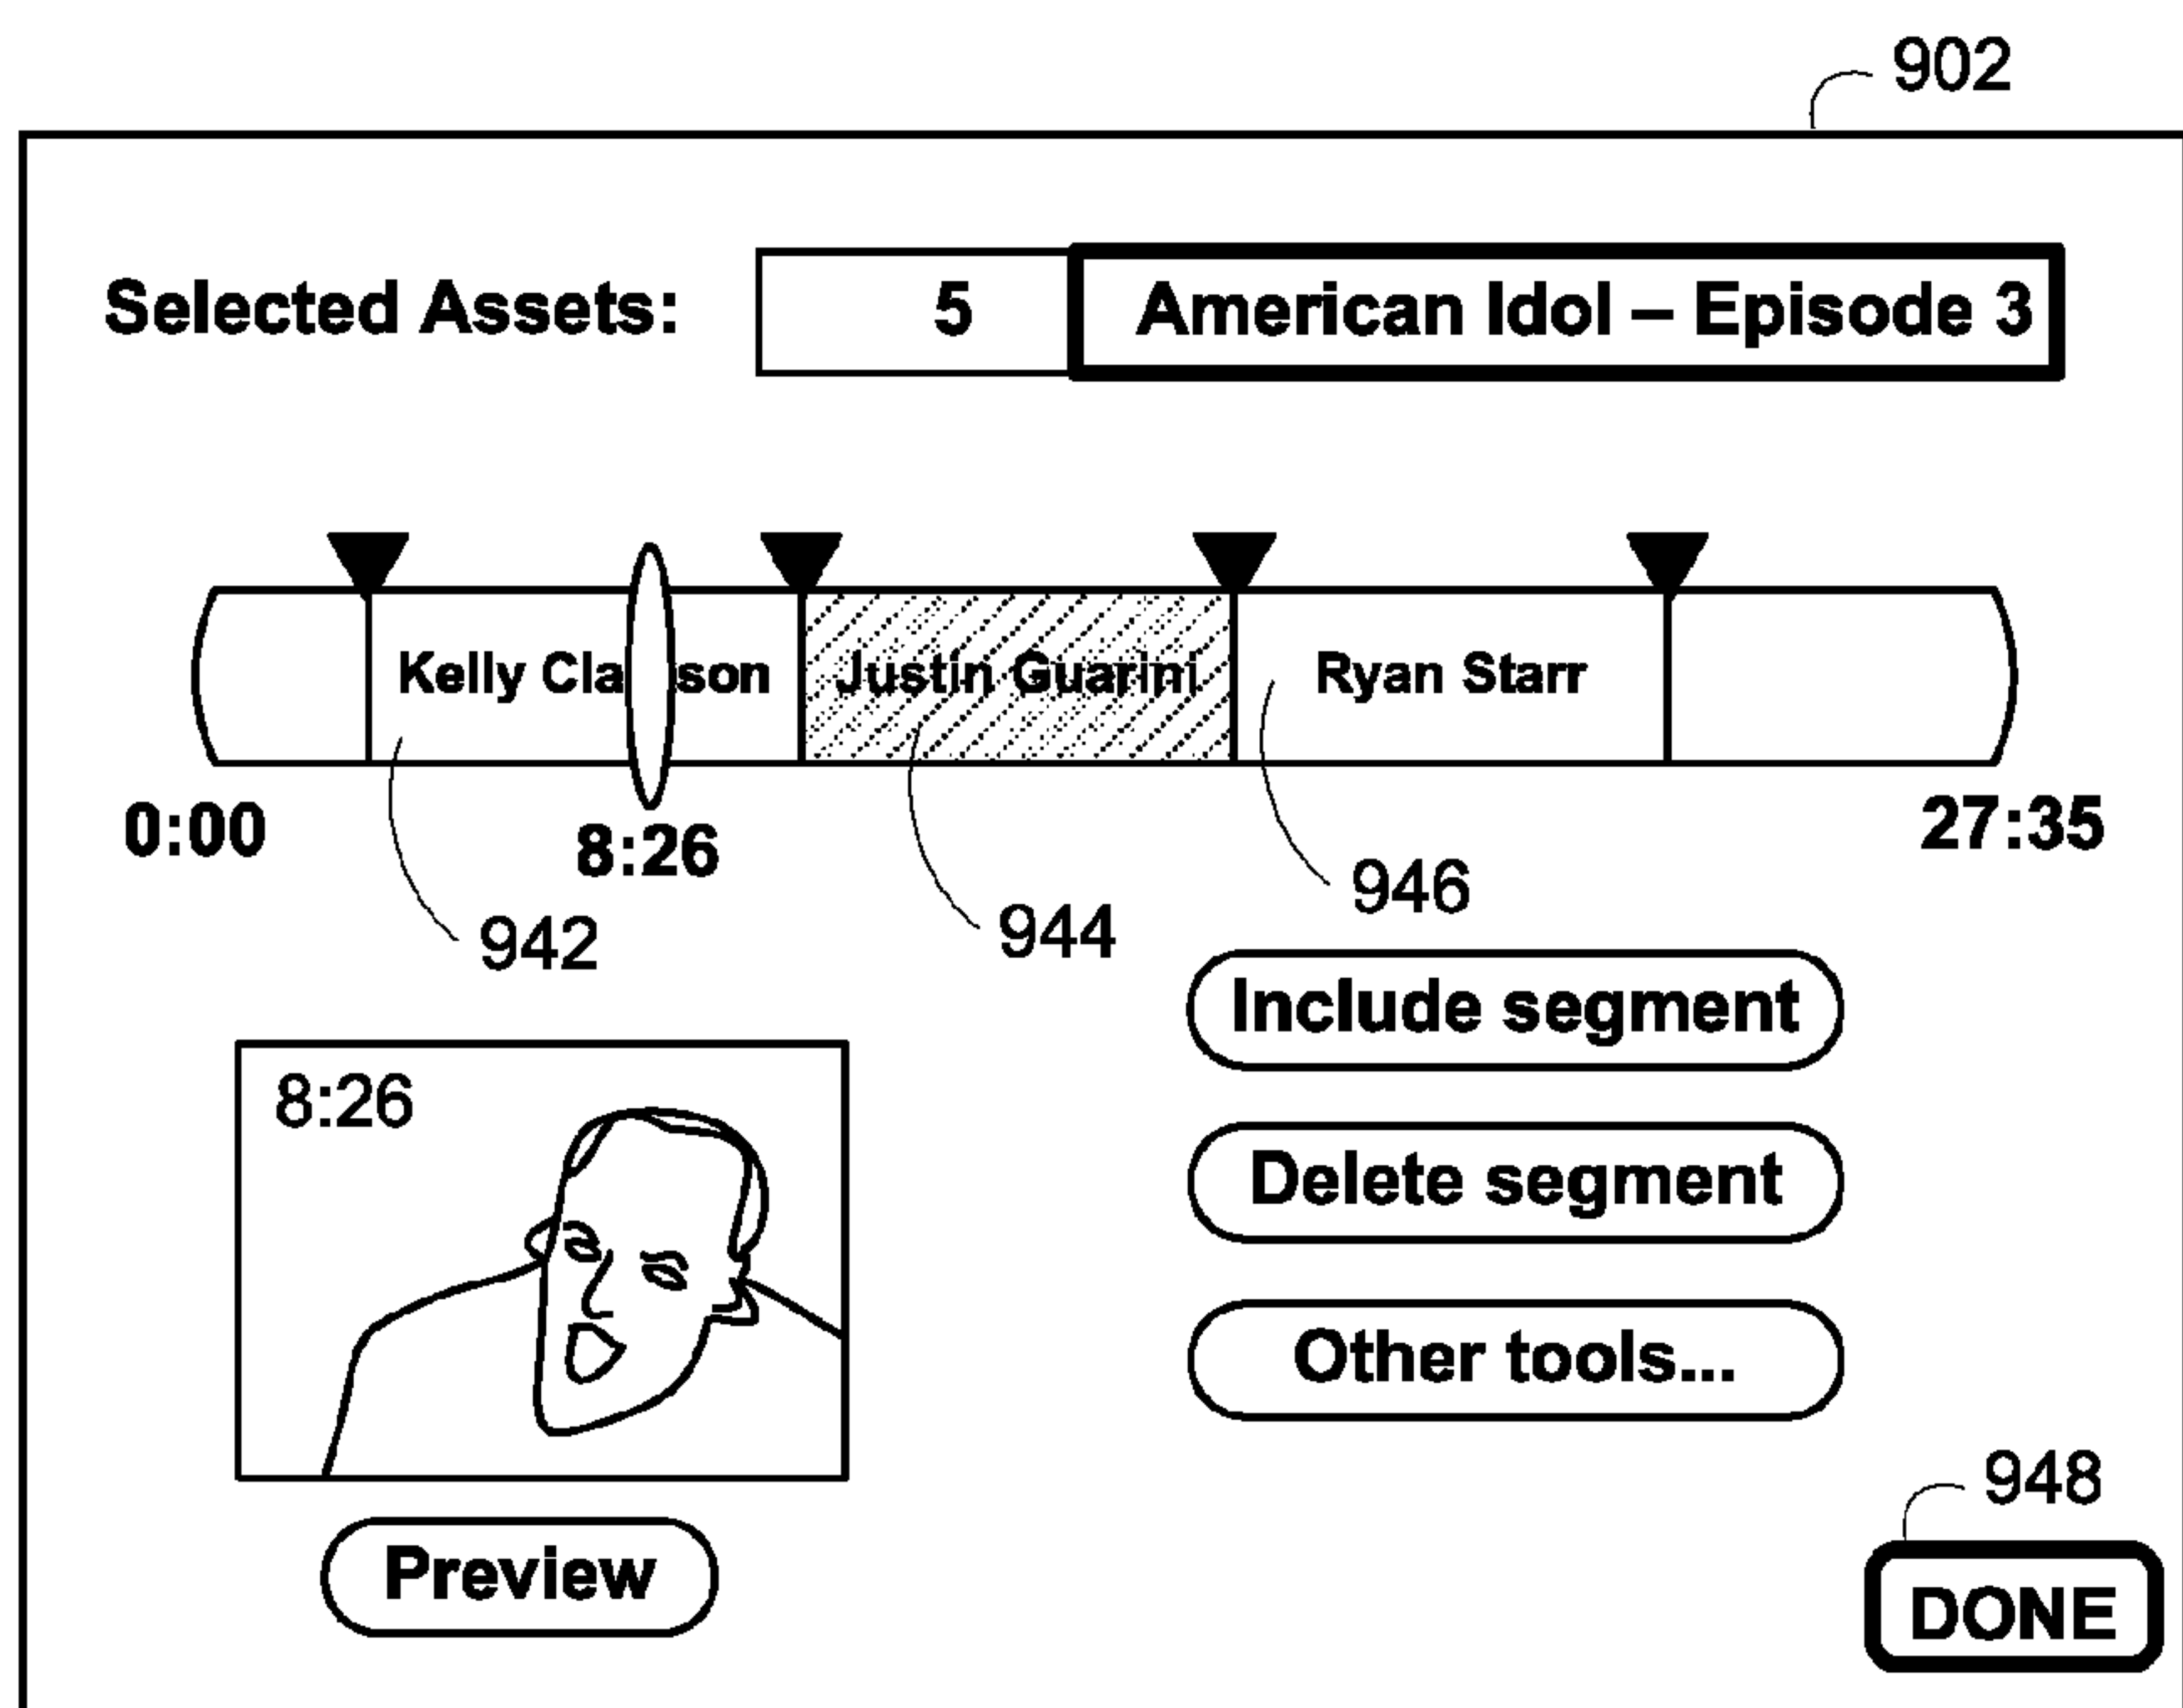 902
Selected Assets: 5 American Idol – Episode 3
Kelly Cla son Justin Guarini Ryan Starr
0:00 8:26 27:35
942 944 946
Include segment
8:26
Delete segment
Other tools...
948
Preview
DONE